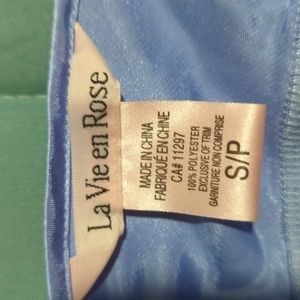 La Vie en Rose
MADE IN CHINA
FABRIQUÉ EN CHINE
CA# 11297
100% POLYESTER
EXCLUSIVE OF TRIM
GARNITURE NON COMPRISE
S/P